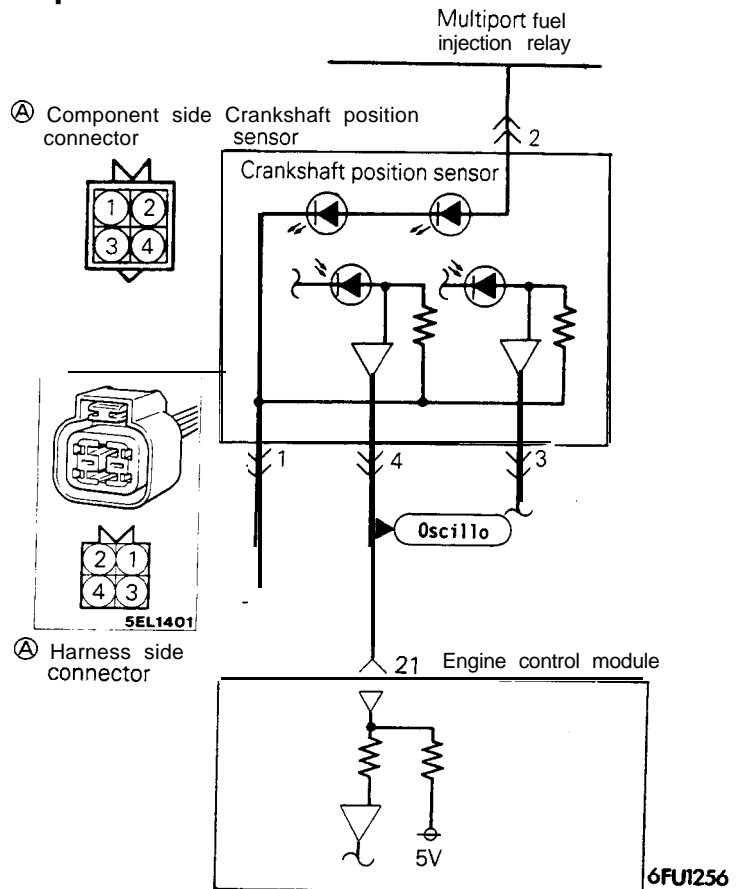 Multiport fuel
injection relay
Ⓐ Component side
connector
Crankshaft position
sensor
2
Crankshaft position sensor
1 2
3 4
1
4
3
Oscillo
2 1
4 3
5EL1401
Ⓐ Harness side
connector
21
Engine control module
5V
6FU1256